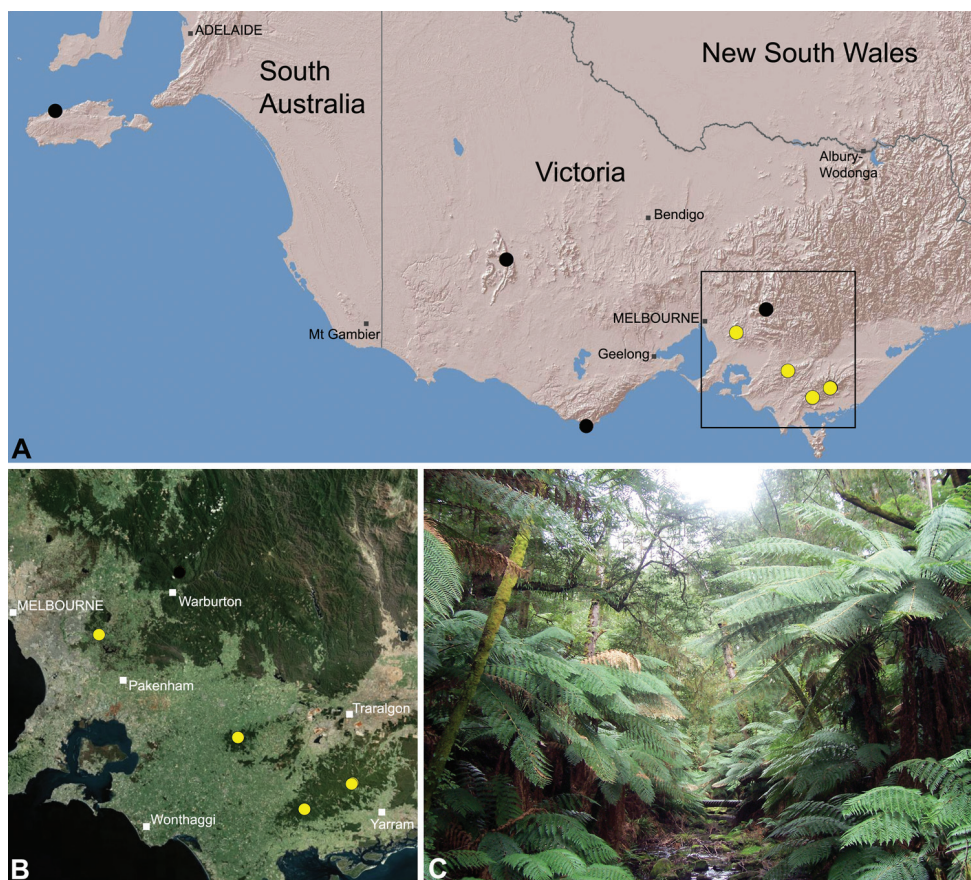 ADELAIDE
South
Australia
New South Wales
Victoria
Albury-
Wodonga
Bendigo
MELBOURNE
Mt Gambier
Geelong
A
MELBOURNE
Warburton
Pakenham
Traralgon
Wonthaggi
Yarram
B
C